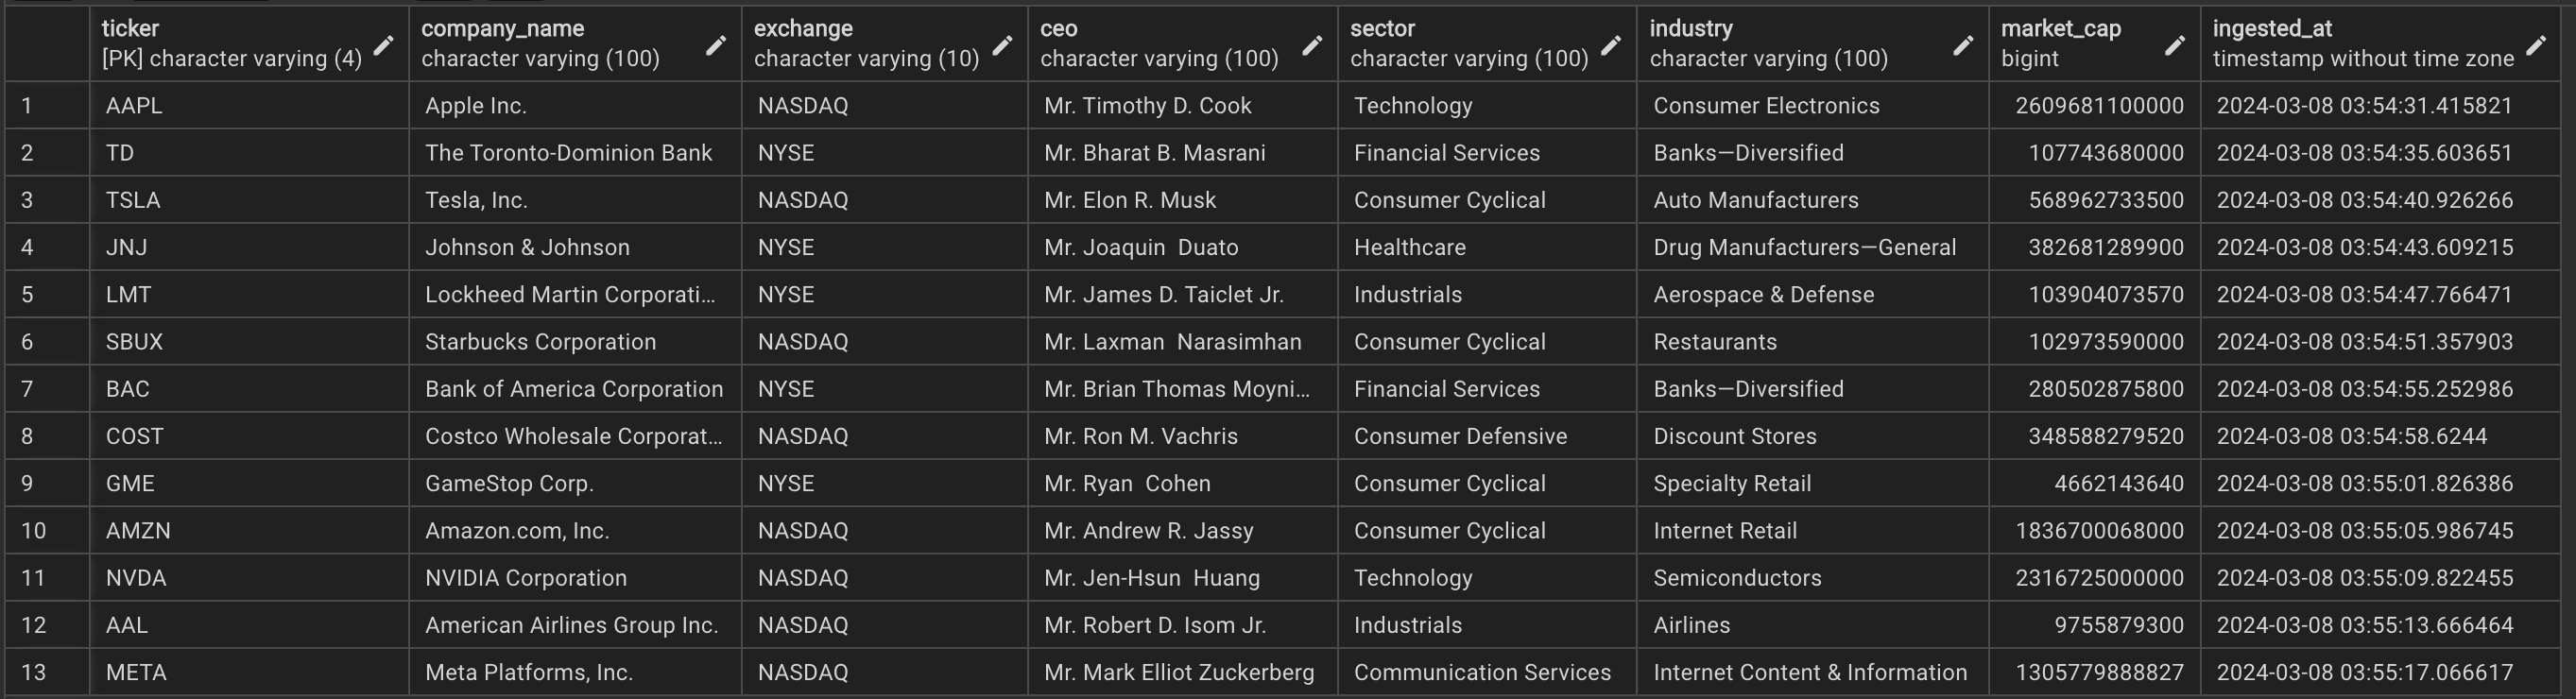 ticker company_name exchange ceo sector industry market_cap ingested_at
[PK] character varying (4) character varying (100) character varying (10) character varying (100) character varying (100) character varying (100) bigint timestamp without time zone
1 AAPL Apple Inc. NASDAQ Mr. Timothy D. Cook Technology Consumer Electronics 2609681100000 2024-03-08 03:54:31.415821
2 TD The Toronto-Dominion Bank NYSE Mr. Bharat B. Masrani Financial Services Banks—Diversified 107743680000 2024-03-08 03:54:35.603651
3 TSLA Tesla, Inc. NASDAQ Mr. Elon R. Musk Consumer Cyclical Auto Manufacturers 568962733500 2024-03-08 03:54:40.926266
4 JNJ Johnson & Johnson NYSE Mr. Joaquin  Duato Healthcare Drug Manufacturers—General 382681289900 2024-03-08 03:54:43.609215
5 LMT Lockheed Martin Corporati... NYSE Mr. James D. Taiclet Jr. Industrials Aerospace & Defense 103904073570 2024-03-08 03:54:47.766471
6 SBUX Starbucks Corporation NASDAQ Mr. Laxman  Narasimhan Consumer Cyclical Restaurants 102973590000 2024-03-08 03:54:51.357903
7 BAC Bank of America Corporation NYSE Mr. Brian Thomas Moyni... Financial Services Banks—Diversified 280502875800 2024-03-08 03:54:55.252986
8 COST Costco Wholesale Corporat... NASDAQ Mr. Ron M. Vachris Consumer Defensive Discount Stores 348588279520 2024-03-08 03:54:58.6244
9 GME GameStop Corp. NYSE Mr. Ryan  Cohen Consumer Cyclical Specialty Retail 4662143640 2024-03-08 03:55:01.826386
10 AMZN Amazon.com, Inc. NASDAQ Mr. Andrew R. Jassy Consumer Cyclical Internet Retail 1836700068000 2024-03-08 03:55:05.986745
11 NVDA NVIDIA Corporation NASDAQ Mr. Jen-Hsun  Huang Technology Semiconductors 2316725000000 2024-03-08 03:55:09.822455
12 AAL American Airlines Group Inc. NASDAQ Mr. Robert D. Isom Jr. Industrials Airlines 9755879300 2024-03-08 03:55:13.666464
13 META Meta Platforms, Inc. NASDAQ Mr. Mark Elliot Zuckerberg Communication Services Internet Content & Information 1305779888827 2024-03-08 03:55:17.066617